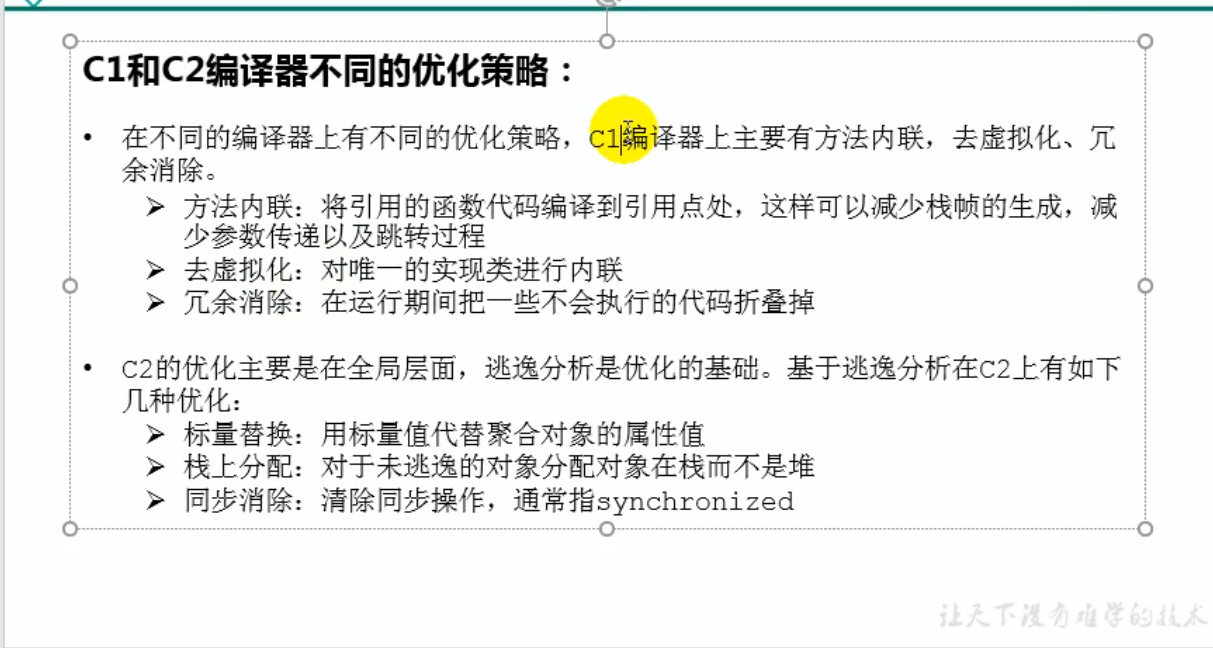 C1和C2编译器不同的优化策略：
• 在不同的编译器上有不同的优化策略，C1编译器上主要有方法内联，去虚拟化、冗
余消除。
➢ 方法内联：将引用的函数代码编译到引用点处，这样可以减少栈帧的生成，减
少参数传递以及跳转过程
➢ 去虚拟化：对唯一的实现类进行内联
➢ 冗余消除：在运行期间把一些不会执行的代码折叠掉
• C2的优化主要是在全局层面，逃逸分析是优化的基础。基于逃逸分析在C2上有如下
几种优化：
➢ 标量替换：用标量值代替聚合对象的属性值
➢ 栈上分配：对于未逃逸的对象分配对象在栈而不是堆
➢ 同步消除：清除同步操作，通常指synchronized
让天下没有难学的技术